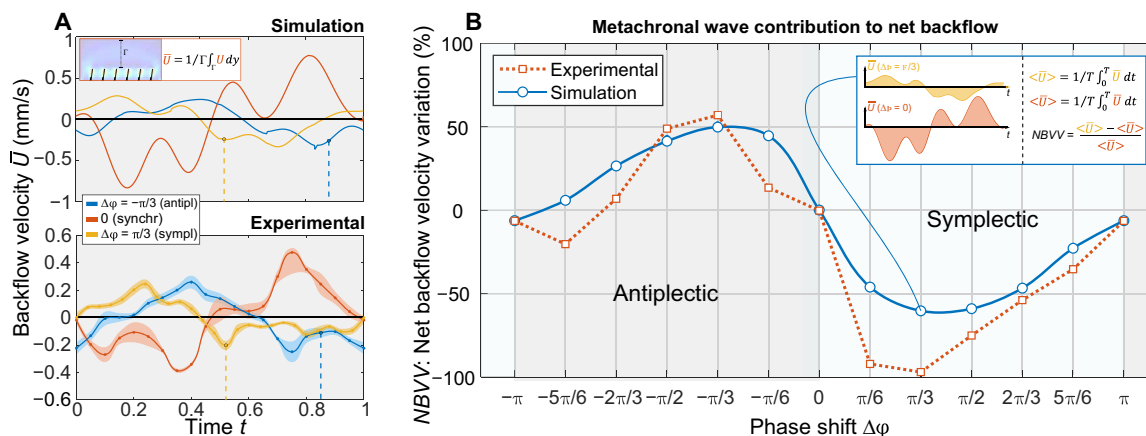 A
Simulation
Γ
U̅ = 1/Γ∫Γ U dy
1
0.5
0
−0.5
−1
Backflow velocity U̅ (mm/s)
Δφ = −π/3 (antipl)
0 (synchr)
Δφ = π/3 (sympl)
Experimental
0.6
0.4
0.2
0
−0.2
−0.4
−0.6
0 0.2 0.4 0.6 0.8 1
Time t
B
Metachronal wave contribution to net backflow
NBVV: Net backflow velocity variation (%)
100
50
0
−50
−100
Experimental
Simulation
Antiplectic
Symplectic
t
U̅ (Δφ = 0)
t
<U̅> = 1/T ∫₀ᵀ U̅ dt
<U̅> = 1/T ∫₀ᵀ U̅ dt
NBVV = <U̅> − <U̅>
<U̅>
−π −5π/6 −2π/3 −π/2 −π/3 −π/6 0 π/6 π/3 π/2 2π/3 5π/6 π
Phase shift Δφ